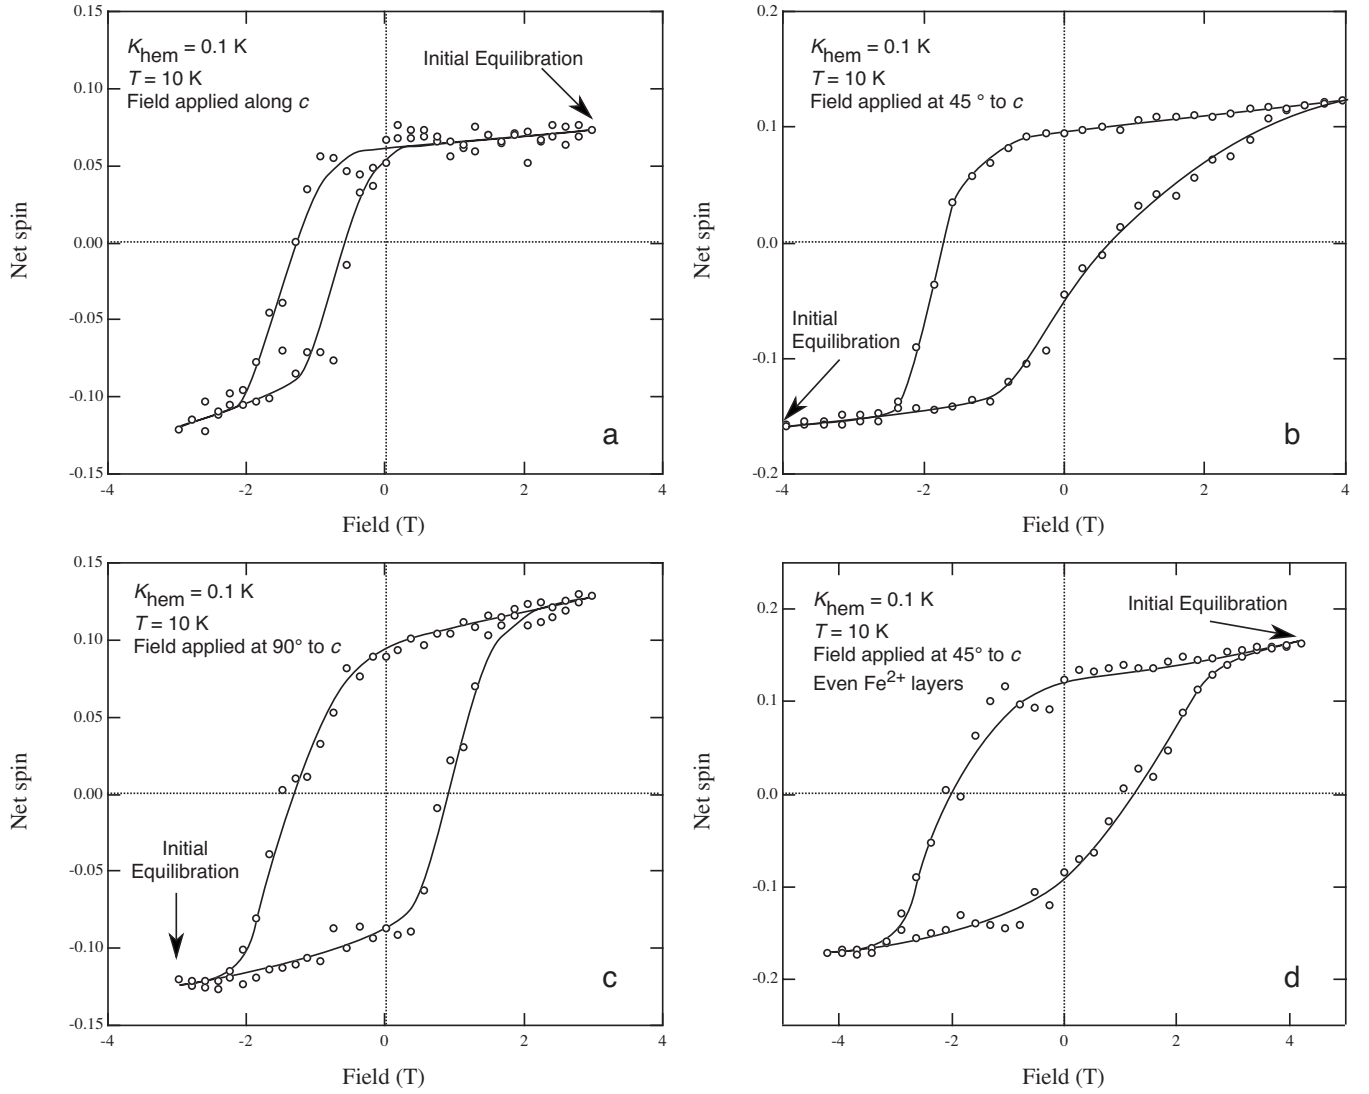 0.15
0.10
0.05
0.00
-0.05
-0.10
-0.15
Net spin
K_hem = 0.1 K
T = 10 K
Field applied along c
Initial Equilibration
a
-4 -2 0 2 4
Field (T)
0.2
0.1
0.0
-0.1
-0.2
Net spin
K_hem = 0.1 K
T = 10 K
Field applied at 45 ° to c
Initial
Equilibration
b
-4 -2 0 2 4
Field (T)
0.15
0.10
0.05
0.00
-0.05
-0.10
-0.15
Net spin
K_hem = 0.1 K
T = 10 K
Field applied at 90° to c
Initial
Equilibration
c
-4 -2 0 2 4
Field (T)
0.2
0.1
0.0
-0.1
-0.2
Net spin
K_hem = 0.1 K
T = 10 K
Field applied at 45° to c
Even Fe²⁺ layers
Initial Equilibration
d
-4 -2 0 2 4
Field (T)